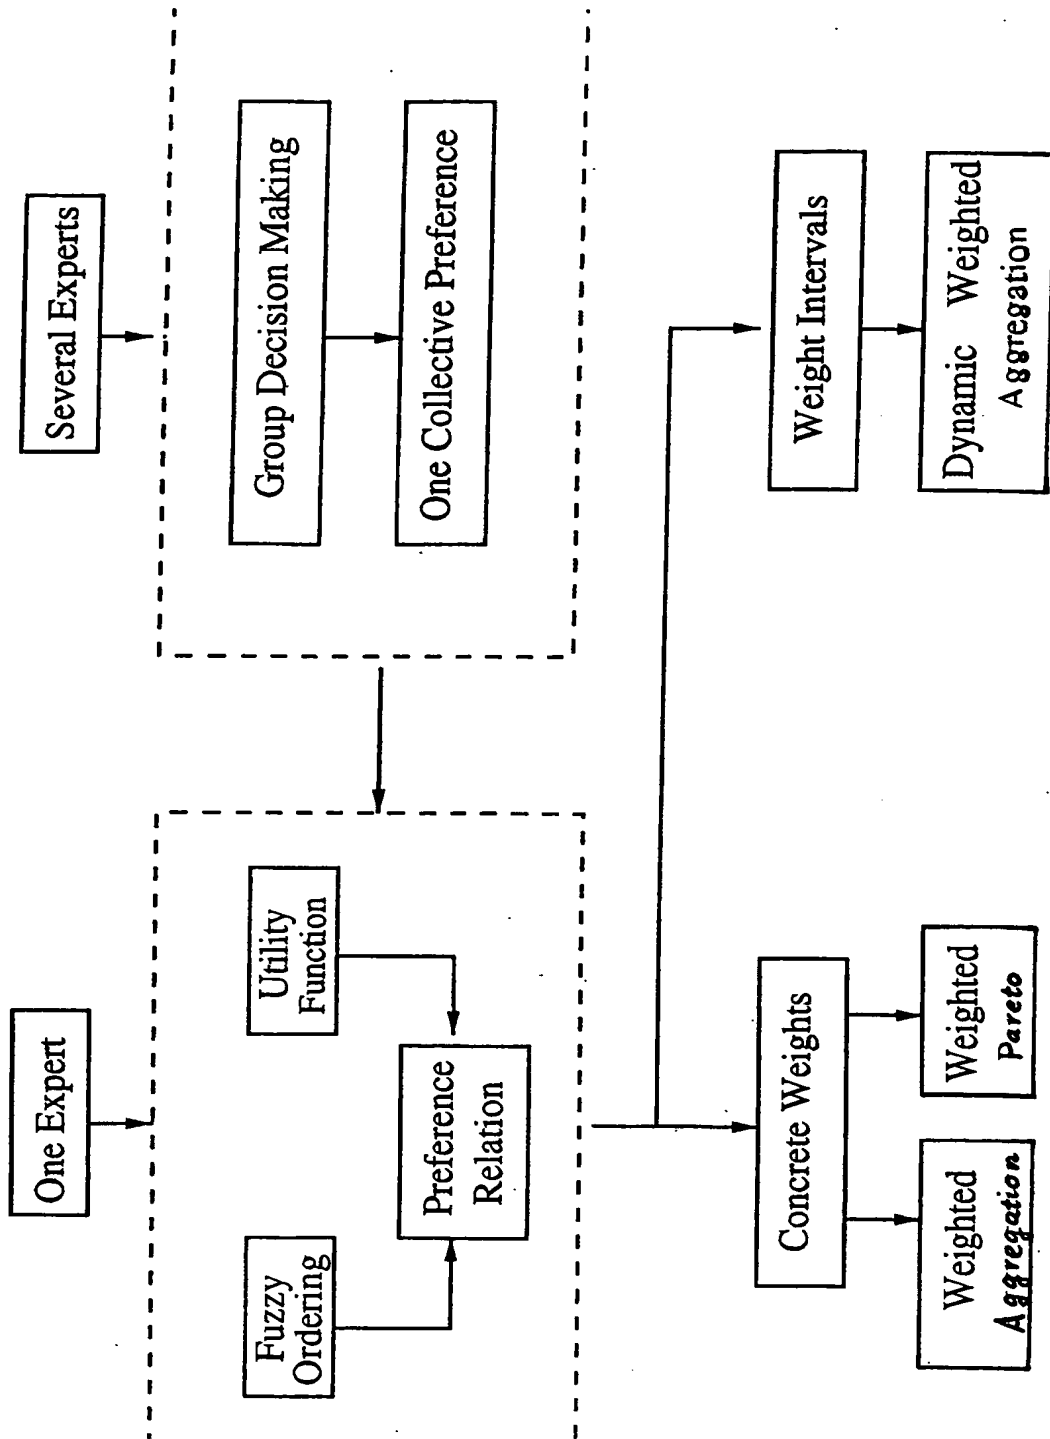 One Expert
Several Experts
Fuzzy
Ordering
Utility
Function
Preference
Relation
Group Decision Making
One Collective Preference
Concrete Weights
Weight Intervals
Weighted
Aggregation
Weighted
Pareto
Dynamic Weighted
Aggregation